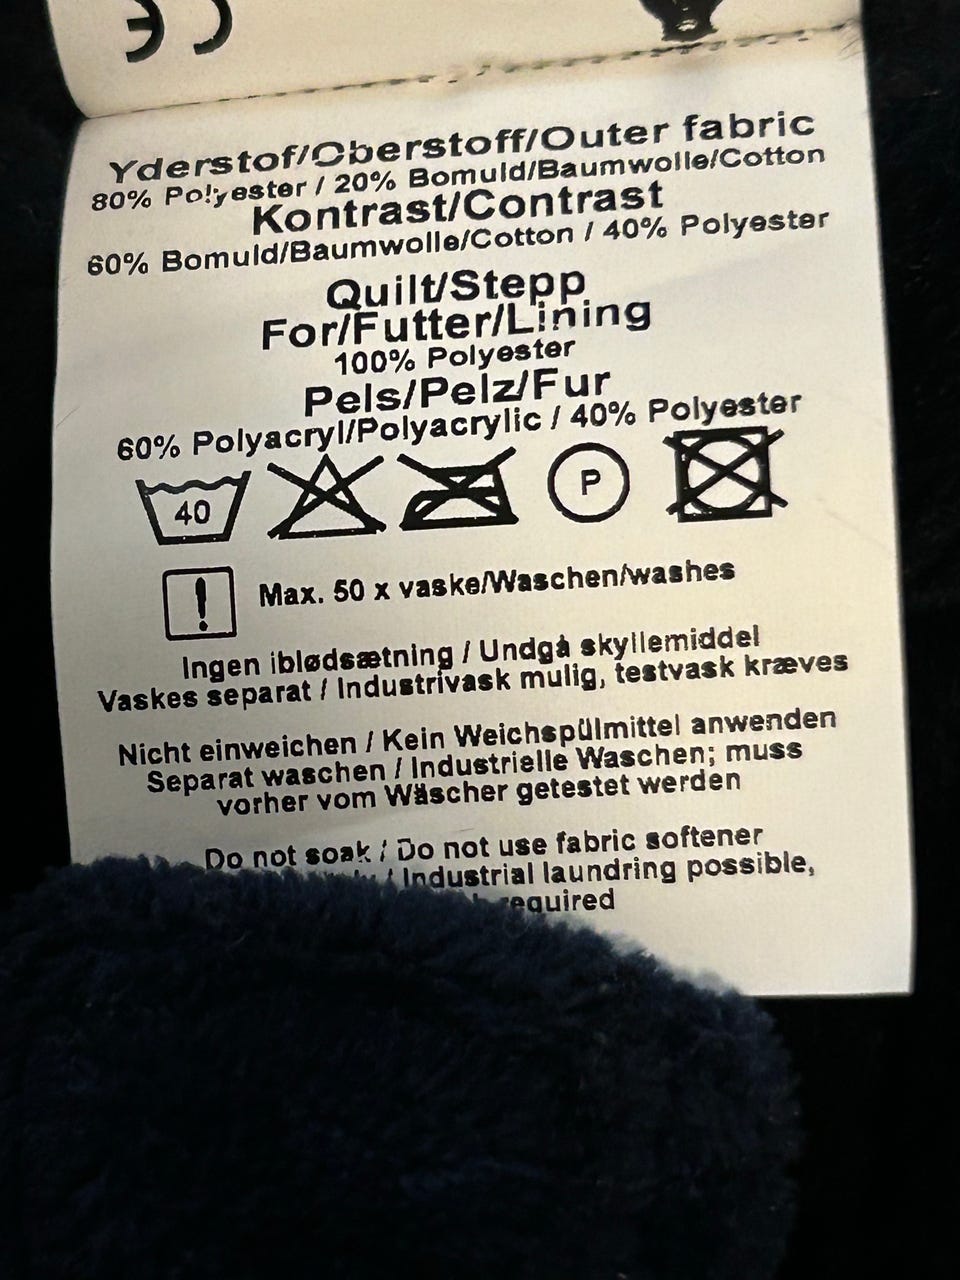 CE
Yderstof/Oberstoff/Outer fabric
80% Polyester / 20% Bomuld/Baumwolle/Cotton
Kontrast/Contrast
60% Bomuld/Baumwolle/Cotton / 40% Polyester
Quilt/Stepp
For/Futter/Lining
100% Polyester
Pels/Pelz/Fur
60% Polyacryl/Polyacrylic / 40% Polyester
40 P
! Max. 50 x vaske/Waschen/washes
Ingen iblødsætning / Undgå skyllemiddel
Vaskes separat / Industrivask mulig, testvask kræves
Nicht einweichen / Kein Weichspülmittel anwenden
Separat waschen / Industrielle Waschen; muss
vorher vom Wäscher getestet werden
Do not soak / Do not use fabric softener
/ Industrial laundring possible,
required